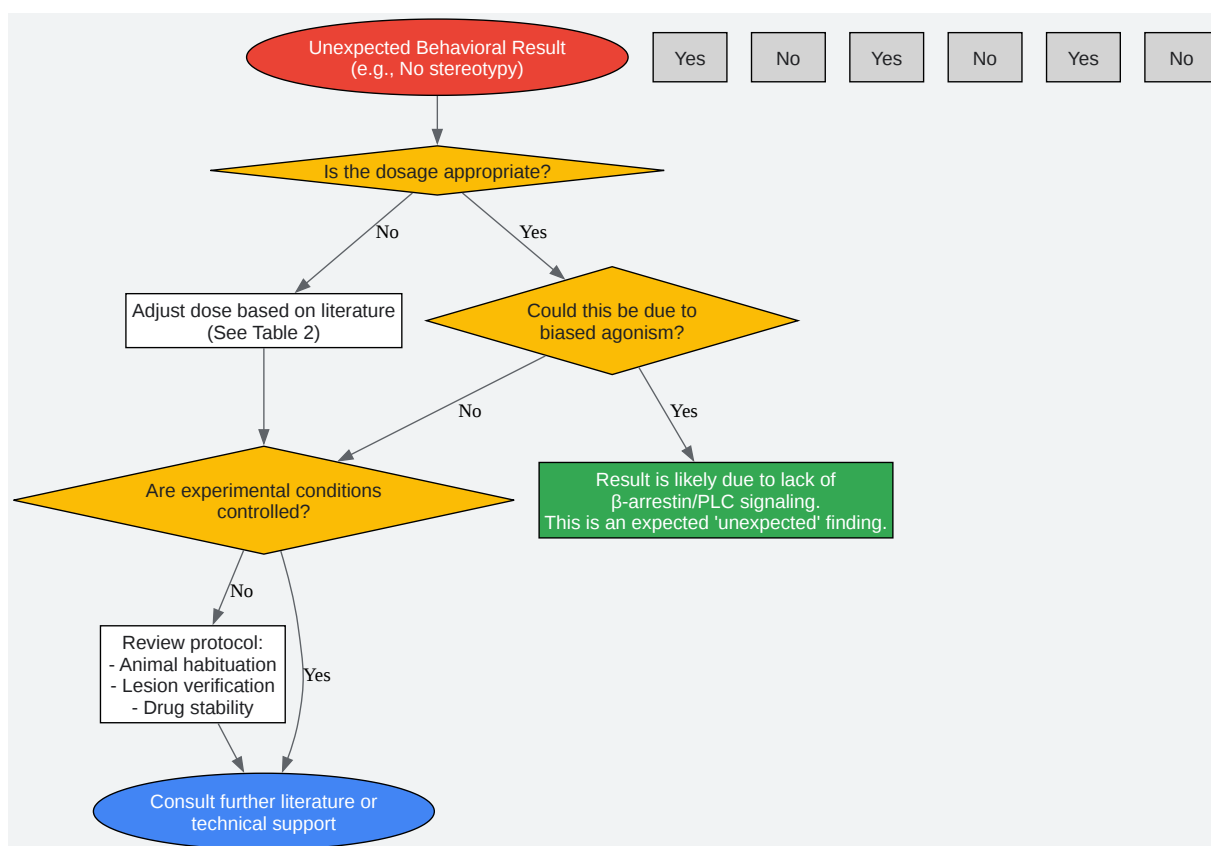 Unexpected Behavioral Result
(e.g., No stereotypy)
Yes
No
Yes
No
Yes
No
Is the dosage appropriate?
No
Yes
Adjust dose based on literature
(See Table 2)
Could this be due to
biased agonism?
No
Yes
Are experimental conditions
controlled?
Result is likely due to lack of
β-arrestin/PLC signaling.
This is an expected 'unexpected' finding.
No
Yes
Review protocol:
- Animal habituation
- Lesion verification
- Drug stability
Consult further literature or
technical support